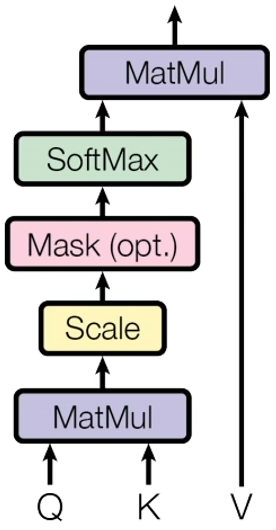 MatMul
SoftMax
Mask (opt.)
Scale
MatMul
Q K V